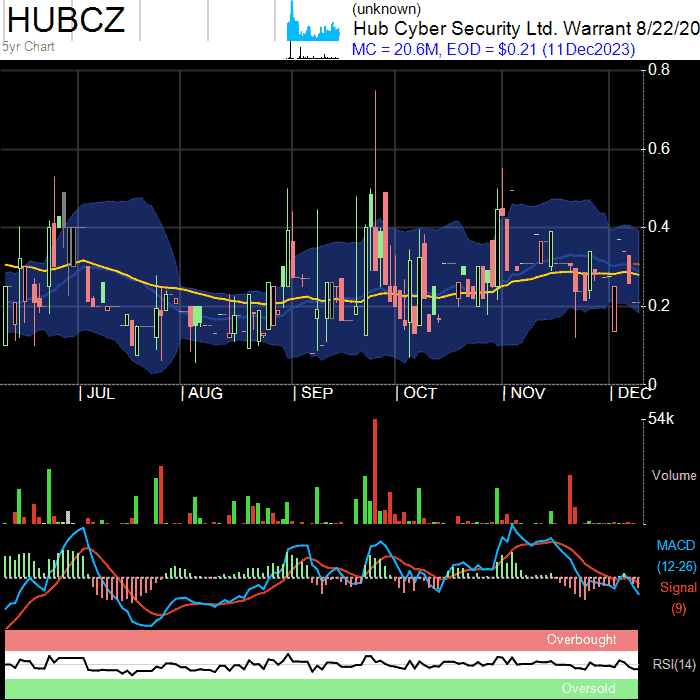 HUBCZ
(unknown)
Hub Cyber Security Ltd. Warrant 8/22/20
5yr Chart
MC = 20.6M, EOD = $0.21 (11Dec2023)
0.8
0.6
0.4
0.2
0
| JUL | AUG | SEP | OCT | NOV | DEC
54k
Volume
MACD
(12-26)
Signal
(9)
Overbought
RSI(14)
Oversold